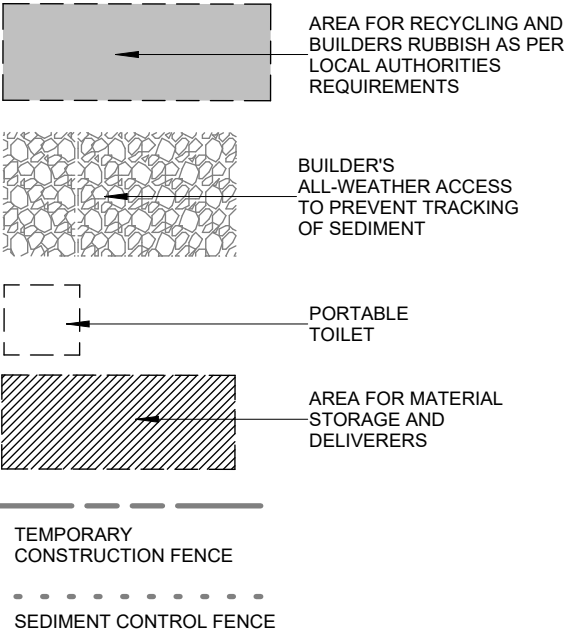 AREA FOR RECYCLING AND
BUILDERS RUBBISH AS PER
LOCAL AUTHORITIES
REQUIREMENTS
BUILDER'S
ALL-WEATHER ACCESS
TO PREVENT TRACKING
OF SEDIMENT
PORTABLE
TOILET
AREA FOR MATERIAL
STORAGE AND
DELIVERERS
TEMPORARY
CONSTRUCTION FENCE
SEDIMENT CONTROL FENCE